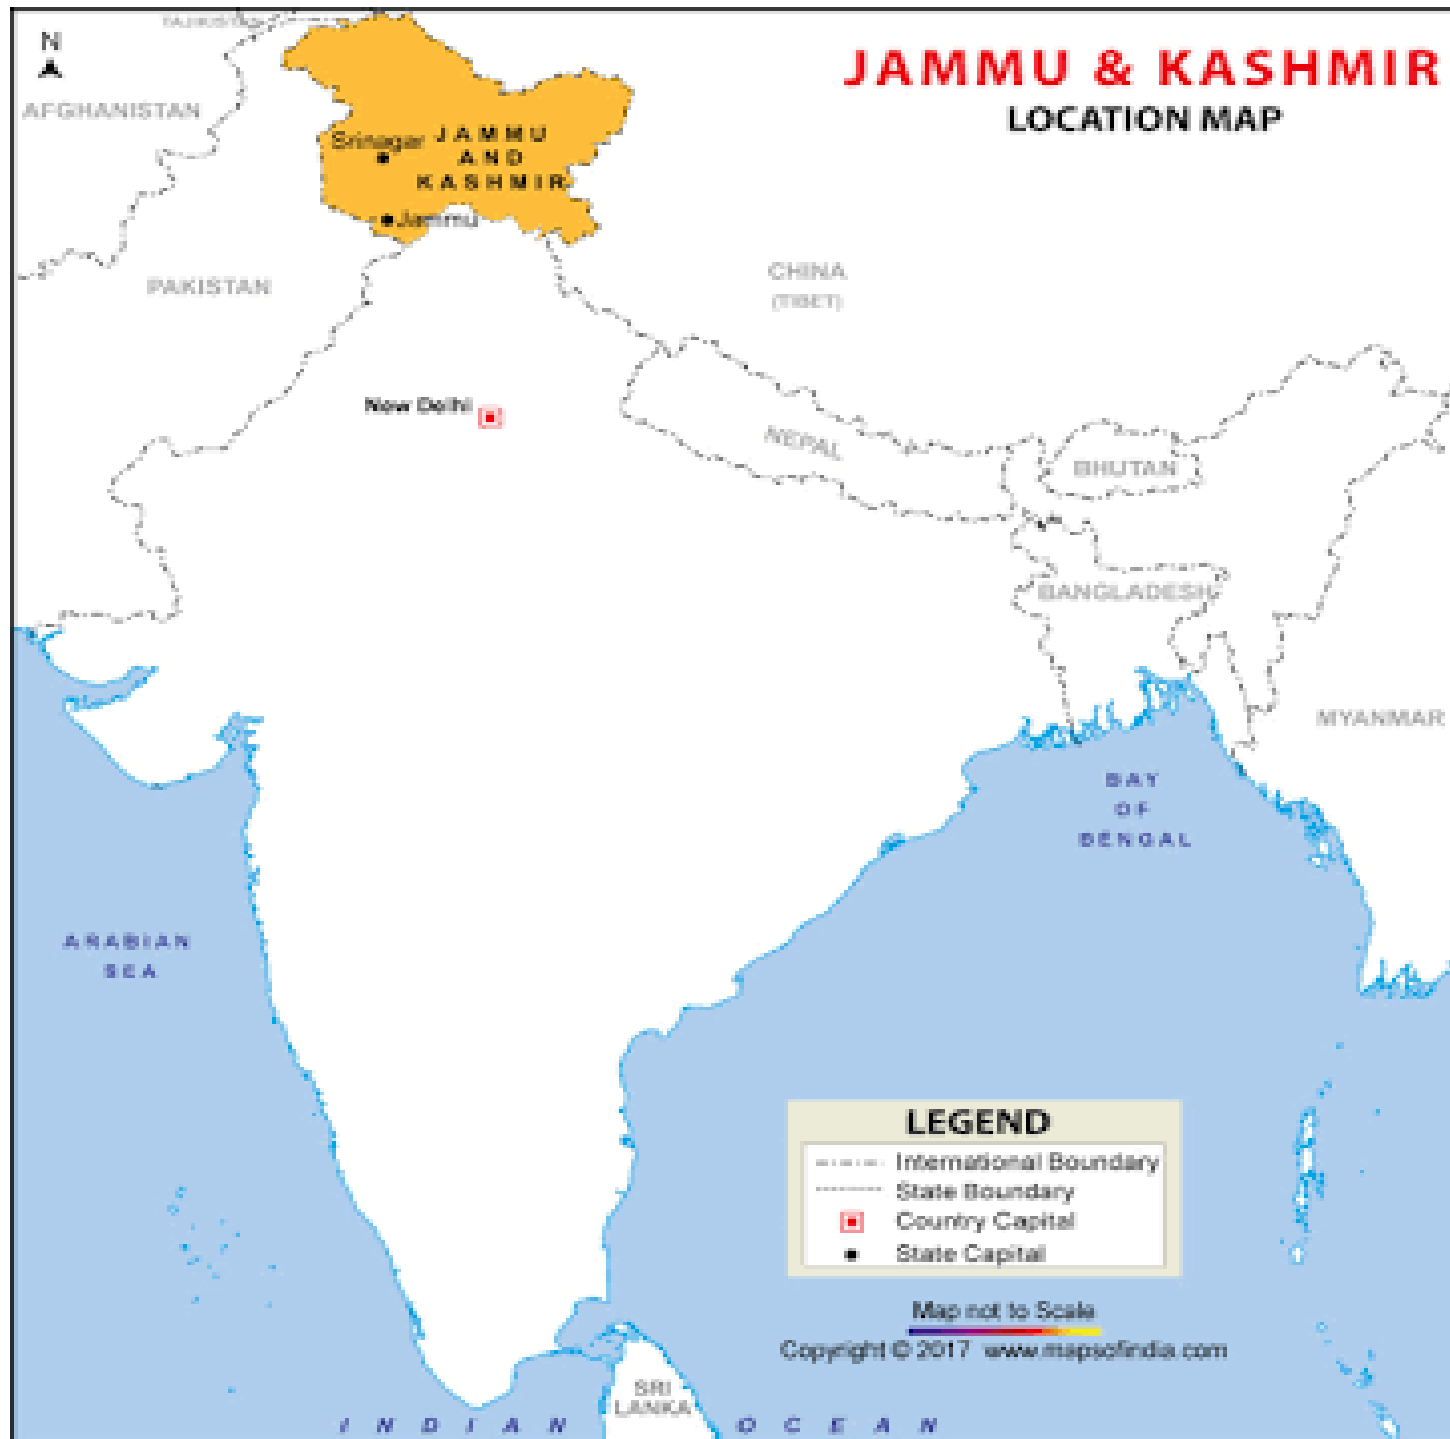 TAJIKISTAN
N
JAMMU & KASHMIR
LOCATION MAP
AFGHANISTAN
Srinagar
JAMMU
AND
KASHMIR
Jammu
PAKISTAN
CHINA
(TIBET)
New Delhi
NEPAL
BHUTAN
BANGLADESH
MYANMAR
BAY
OF
BENGAL
ARABIAN
SEA
LEGEND
International Boundary
State Boundary
Country Capital
State Capital
Map not to Scale
Copyright © 2017 www.mapsofindia.com
SRI
LANKA
INDIAN OCEAN